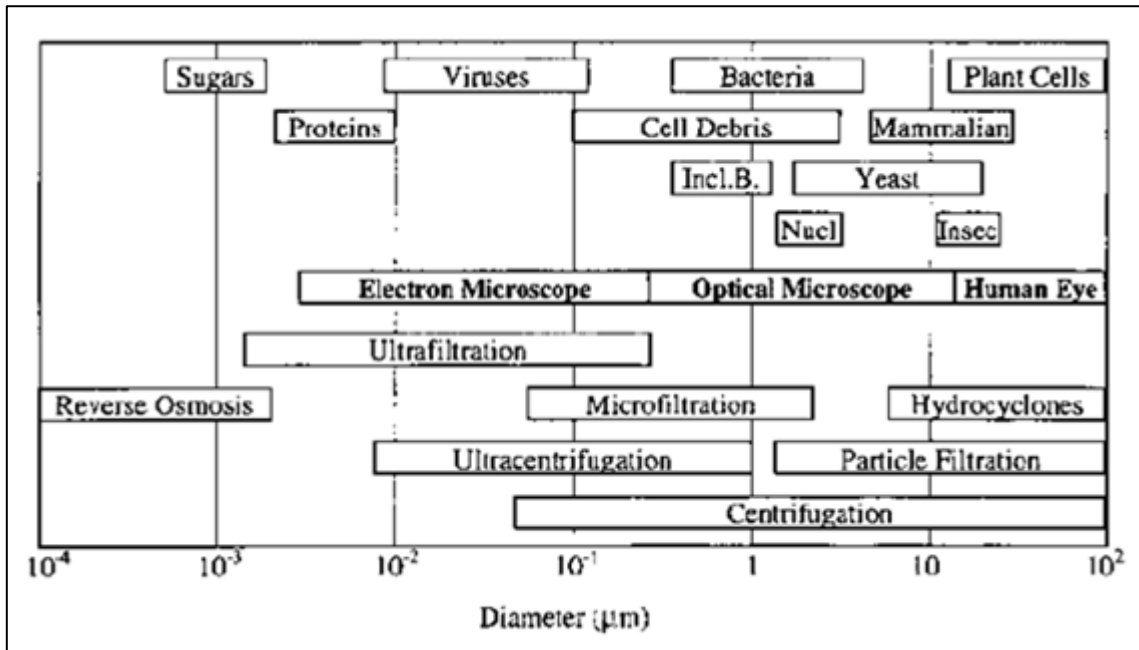 Sugars Viruses Bacteria Plant Cells
Proteins Cell Debris Mammalian
Incl.B. Yeast
Nucl Insec
Electron Microscope Optical Microscope Human Eye
Ultrafiltration
Reverse Osmosis Microfiltration Hydrocyclones
Ultracentrifugation Particle Filtration
Centrifugation
10⁻⁴ 10⁻³ 10⁻² 10⁻¹ 1 10 10²
Diameter (μm)